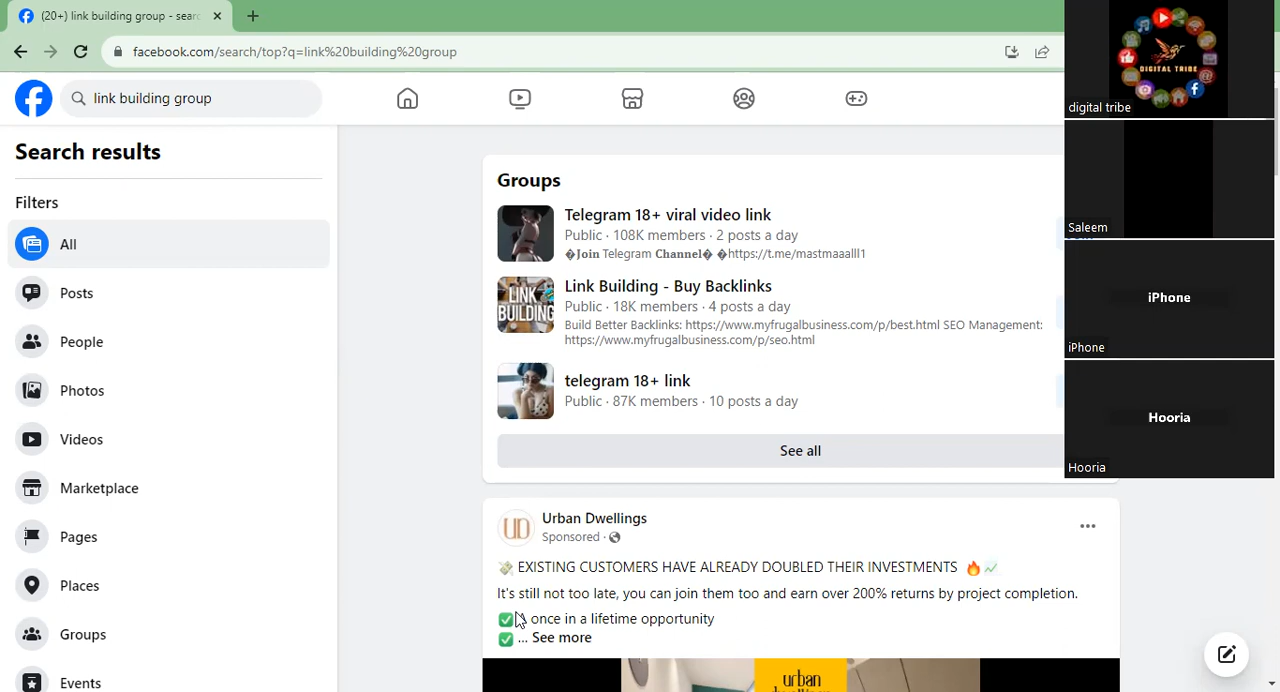 (20+) link building group - sear
facebook.com/search/top?q=link%20building%20group
link building group
Search results
Filters
All
Posts
People
Photos
Videos
Marketplace
Pages
Places
Groups
Events
Groups
Telegram 18+ viral video link
Public · 108K members · 2 posts a day
�𝐉𝐨𝐢𝐧 Telegram 𝐂𝐡𝐚𝐧𝐧𝐞𝐥� �https://t.me/mastmaaalll1
LINK
BUILDING
Link Building - Buy Backlinks
Public · 18K members · 4 posts a day
Build Better Backlinks: https://www.myfrugalbusiness.com/p/best.html SEO Management:
https://www.myfrugalbusiness.com/p/seo.html
telegram 18+ link
Public · 87K members · 10 posts a day
See all
UD
Urban Dwellings
Sponsored ·
💸 EXISTING CUSTOMERS HAVE ALREADY DOUBLED THEIR INVESTMENTS 🔥📈
It's still not too late, you can join them too and earn over 200% returns by project completion.
✅ once in a lifetime opportunity
✅ ... See more
urban
DIGITAL TRIBE
digital tribe
Saleem
iPhone
iPhone
Hooria
Hooria